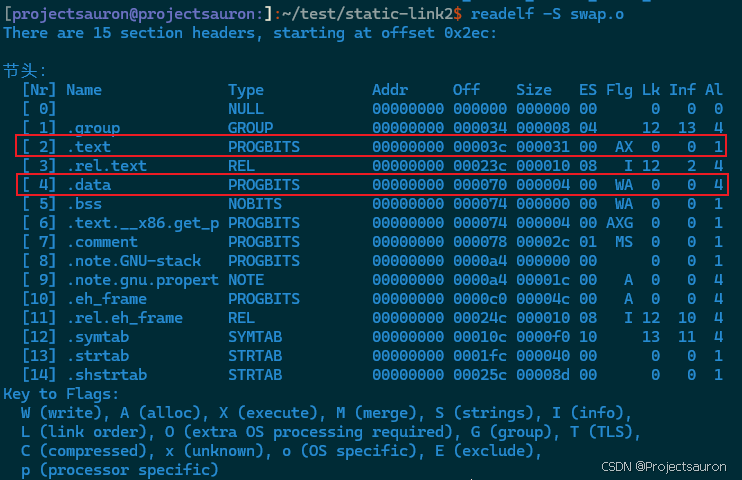 [projectsauron@projectsauron:]:~/test/static-link2$ readelf -S swap.o
There are 15 section headers, starting at offset 0x2ec:
节头：
[Nr] Name Type Addr Off Size ES Flg Lk Inf Al
[ 0] NULL 00000000 000000 000000 00 0 0 0
[ 1] .group GROUP 00000000 000034 000008 04 12 13 4
[ 2] .text PROGBITS 00000000 00003c 000031 00 AX 0 0 1
[ 3] .rel.text REL 00000000 00023c 000010 08 I 12 2 4
[ 4] .data PROGBITS 00000000 000070 000004 00 WA 0 0 4
[ 5] .bss NOBITS 00000000 000074 000000 00 WA 0 0 1
[ 6] .text.__x86.get_p PROGBITS 00000000 000074 000004 00 AXG 0 0 1
[ 7] .comment PROGBITS 00000000 000078 00002c 01 MS 0 0 1
[ 8] .note.GNU-stack PROGBITS 00000000 0000a4 000000 00 0 0 1
[ 9] .note.gnu.propert NOTE 00000000 0000a4 00001c 00 A 0 0 4
[10] .eh_frame PROGBITS 00000000 0000c0 00004c 00 A 0 0 4
[11] .rel.eh_frame REL 00000000 00024c 000010 08 I 12 10 4
[12] .symtab SYMTAB 00000000 00010c 0000f0 10 13 11 4
[13] .strtab STRTAB 00000000 0001fc 000040 00 0 0 1
[14] .shstrtab STRTAB 00000000 00025c 00008d 00 0 0 1
Key to Flags:
W (write), A (alloc), X (execute), M (merge), S (strings), I (info),
L (link order), O (extra OS processing required), G (group), T (TLS),
C (compressed), x (unknown), o (OS specific), E (exclude),
p (processor specific)
CSDN @Projectsauron